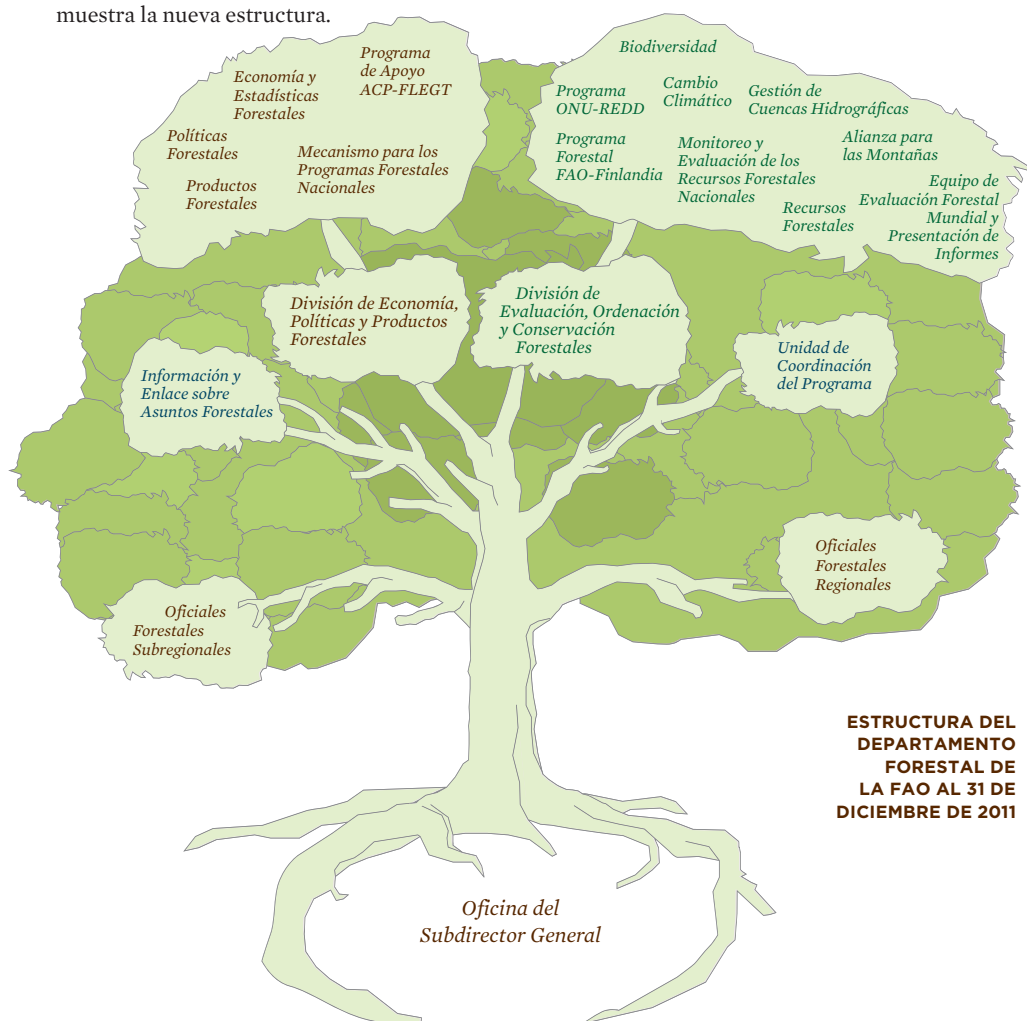 muestra la nueva estructura.
Programa
de Apoyo
ACP-FLEGT
Economía y
Estadísticas
Forestales
Políticas
Forestales
Mecanismo para los
Programas Forestales
Nacionales
Productos
Forestales
Biodiversidad
Programa
ONU-REDD
Cambio
Climático
Gestión de
Cuencas Hidrográficas
Programa
Forestal
FAO-Finlandia
Monitoreo y
Evaluación de los
Recursos Forestales
Nacionales
Alianza para
las Montañas
Recursos
Forestales
Equipo de
Evaluación Forestal
Mundial y
Presentación de
Informes
División de Economía,
Políticas y Productos
Forestales
División de
Evaluación, Ordenación
y Conservación
Forestales
Información y
Enlace sobre
Asuntos Forestales
Unidad de
Coordinación
del Programa
Oficiales
Forestales
Subregionales
Oficiales
Forestales
Regionales
ESTRUCTURA DEL
DEPARTAMENTO
FORESTAL DE
LA FAO AL 31 DE
DICIEMBRE DE 2011
Oficina del
Subdirector General